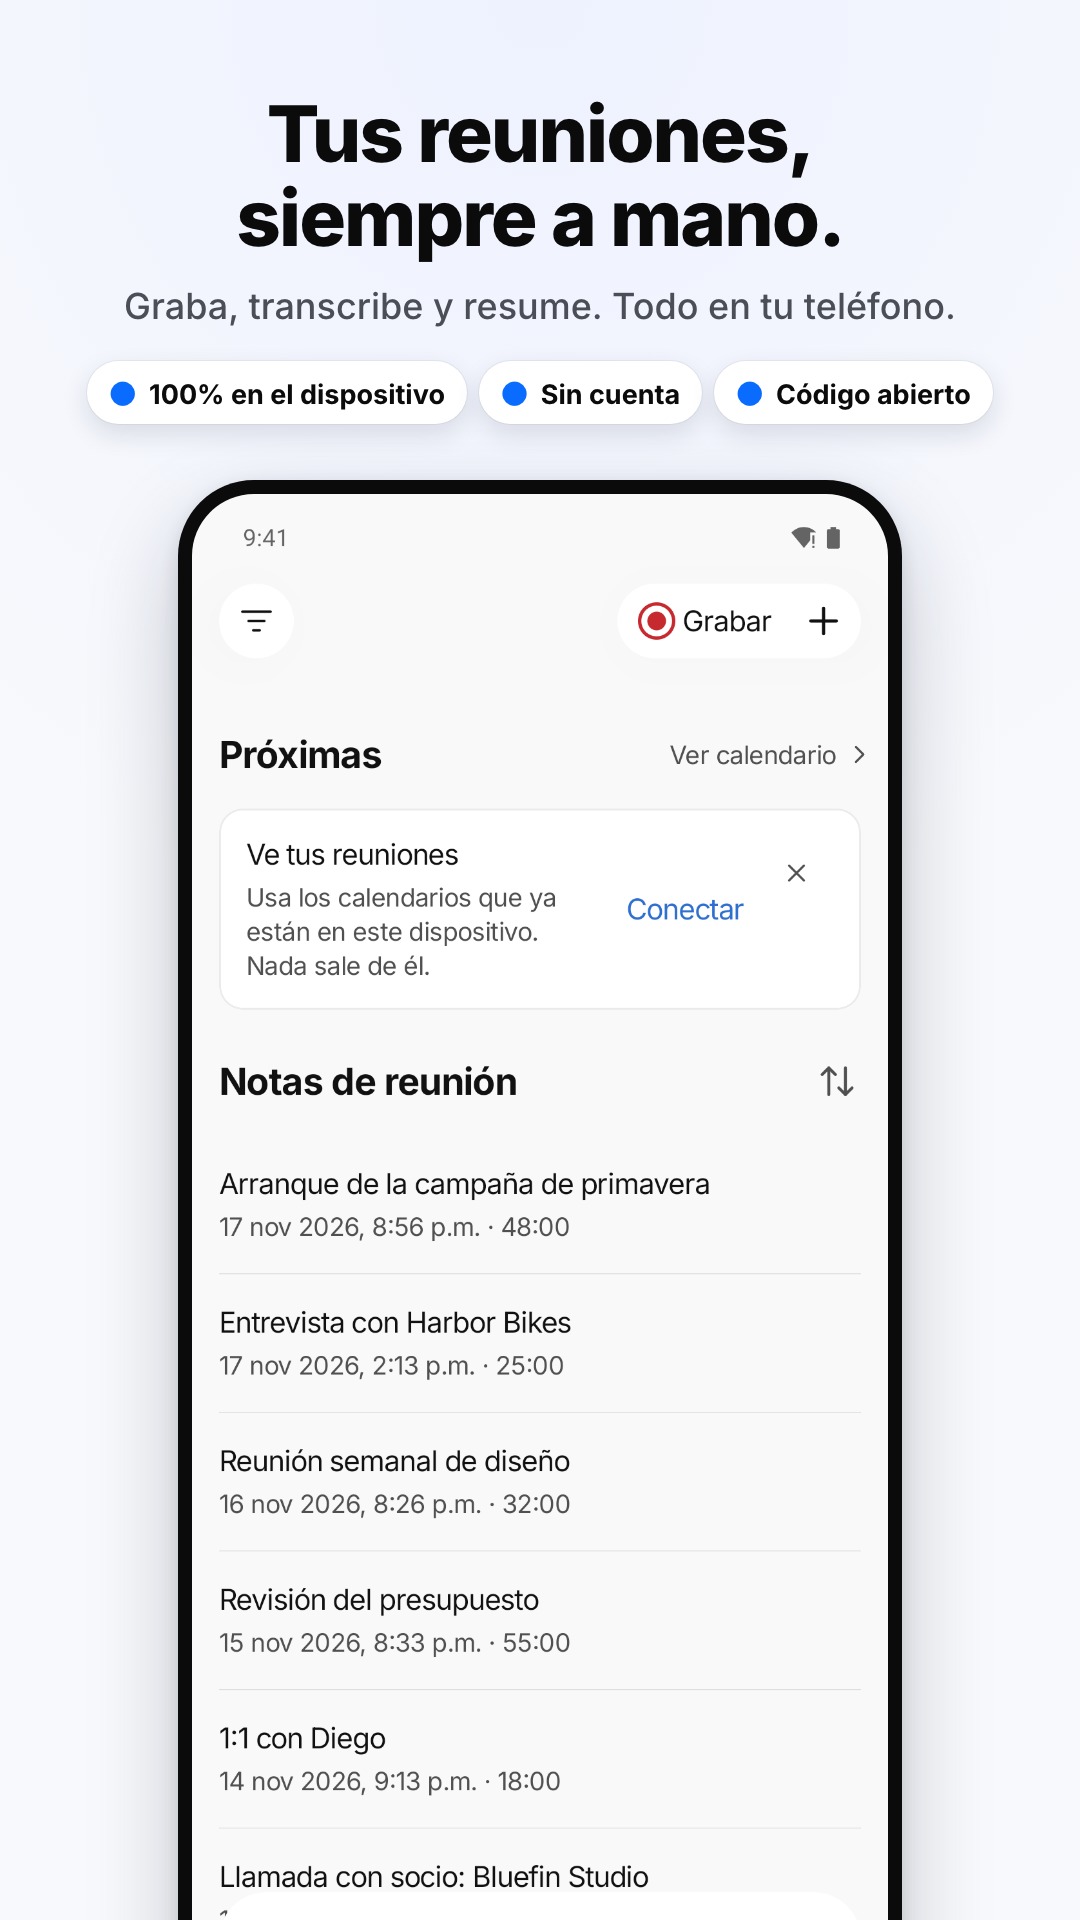 Tus reuniones,
siempre a mano.
Graba, transcribe y resume. Todo en tu teléfono.
100% en el dispositivo
Sin cuenta
Código abierto
9:41
Grabar
Próximas
Ver calendario
Ve tus reuniones
Usa los calendarios que ya
están en este dispositivo.
Nada sale de él.
Conectar
Notas de reunión
Arranque de la campaña de primavera
17 nov 2026, 8:56 p.m. · 48:00
Entrevista con Harbor Bikes
17 nov 2026, 2:13 p.m. · 25:00
Reunión semanal de diseño
16 nov 2026, 8:26 p.m. · 32:00
Revisión del presupuesto
15 nov 2026, 8:33 p.m. · 55:00
1:1 con Diego
14 nov 2026, 9:13 p.m. · 18:00
Llamada con socio: Bluefin Studio